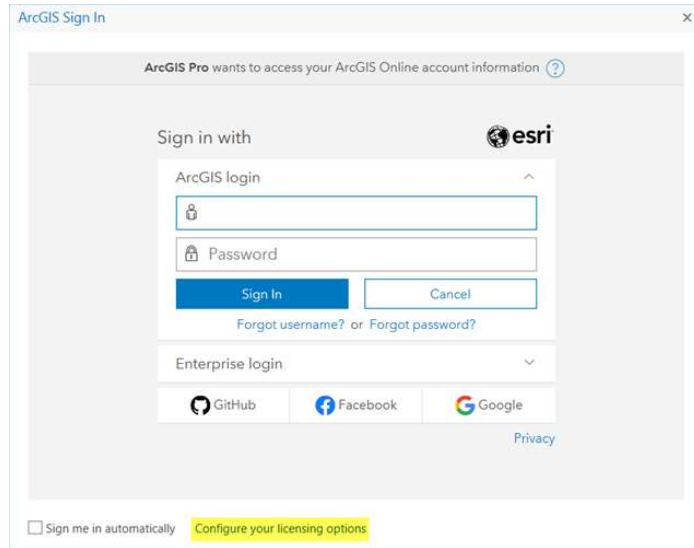 ArcGIS Sign In
ArcGIS Pro wants to access your ArcGIS Online account information ?
Sign in with
esri
ArcGIS login
Password
Sign In
Cancel
Forgot username? or Forgot password?
Enterprise login
GitHub
Facebook
Google
Privacy
Sign me in automatically
Configure your licensing options